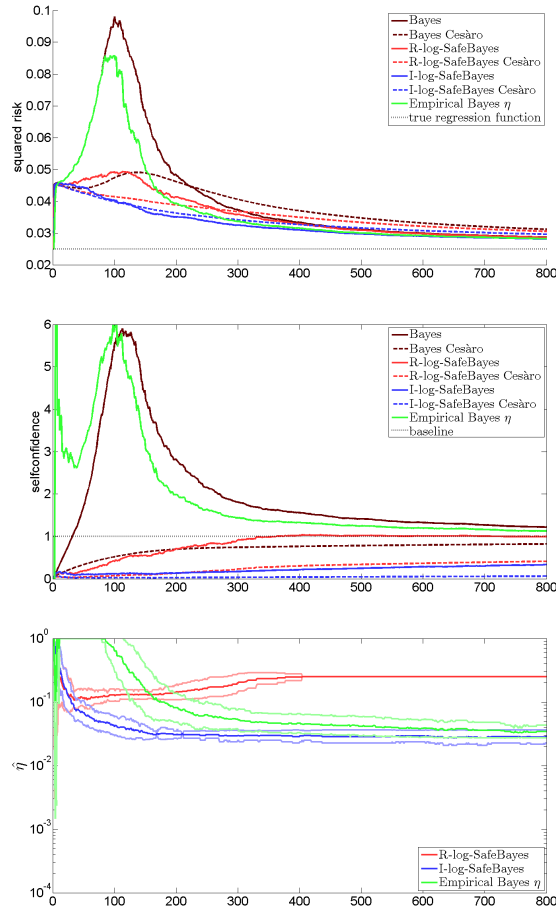 0.1
0.09
0.08
0.07
0.06
0.05
0.04
0.03
0.02
squared risk
0 100 200 300 400 500 600 700 800
Bayes
Bayes Cesàro
R-log-SafeBayes
R-log-SafeBayes Cesàro
I-log-SafeBayes
I-log-SafeBayes Cesàro
Empirical Bayes η
true regression function
6
5
4
3
2
1
0
selfconfidence
0 100 200 300 400 500 600 700 800
Bayes
Bayes Cesàro
R-log-SafeBayes
R-log-SafeBayes Cesàro
I-log-SafeBayes
I-log-SafeBayes Cesàro
Empirical Bayes η
baseline
10⁰
10⁻¹
10⁻²
10⁻³
10⁻⁴
η̂
0 100 200 300 400 500 600 700 800
R-log-SafeBayes
I-log-SafeBayes
Empirical Bayes η